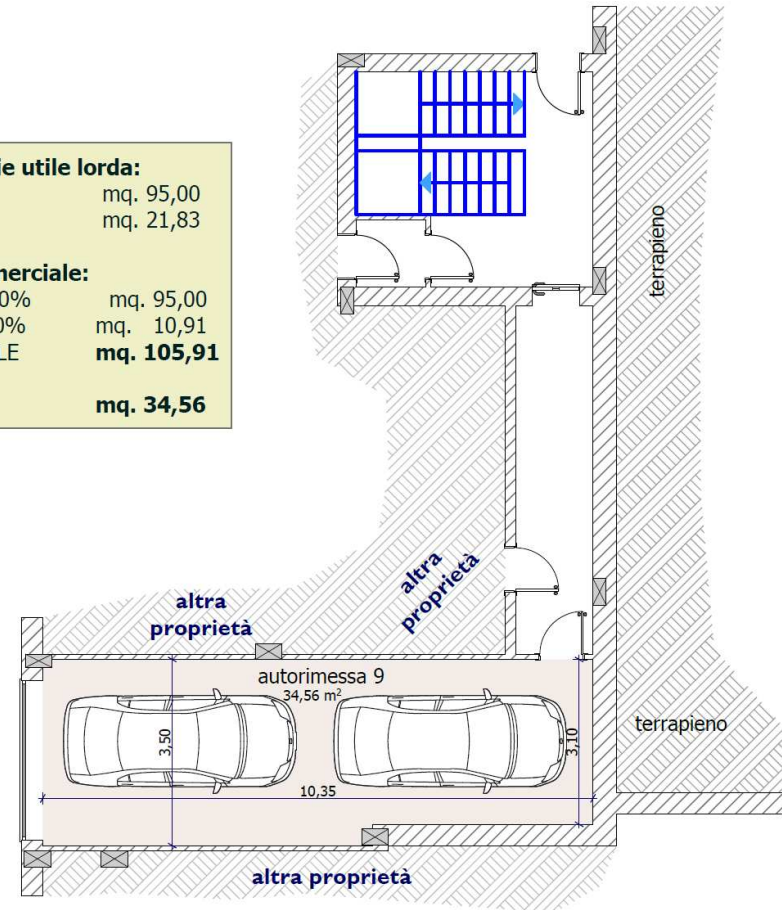 ie utile lorda:
mq. 95,00
mq. 21,83
merciale:
0% mq. 95,00
0% mq. 10,91
LE mq. 105,91
mq. 34,56
terrapieno
altra
proprietà
altra
proprietà
autorimessa 9
34,56 m²
3,50
3,10
10,35
terrapieno
altra proprietà